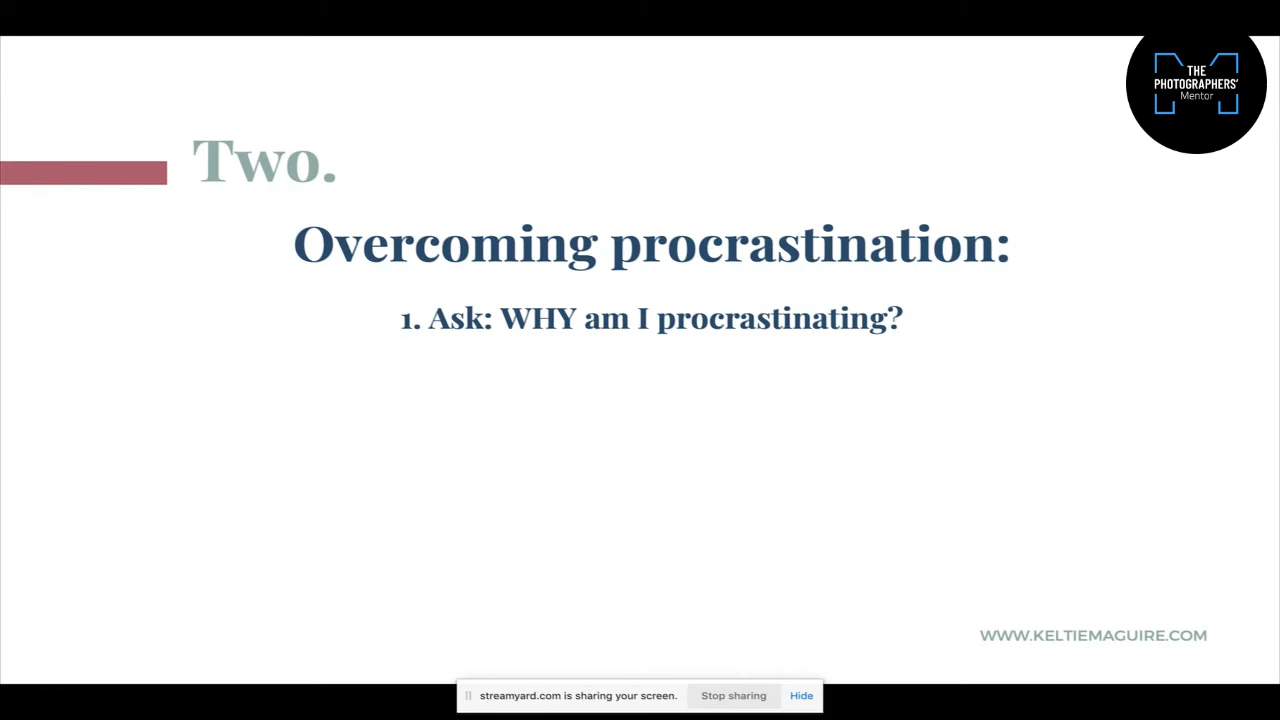 THE
PHOTOGRAPHERS'
Mentor
Two.
Overcoming procrastination:
1. Ask: WHY am I procrastinating?
WWW.KELTIEMAGUIRE.COM
streamyard.com is sharing your screen.
Stop sharing
Hide